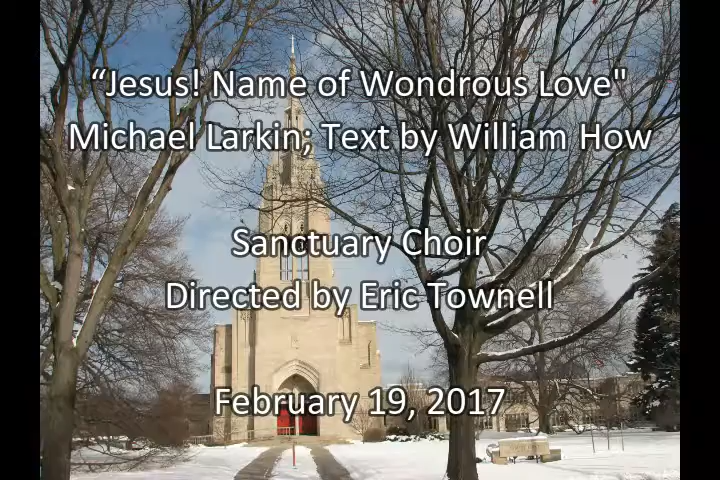 “Jesus! Name of Wondrous Love"
Michael Larkin; Text by William How
Sanctuary Choir
Directed by Eric Townell
February 19, 2017